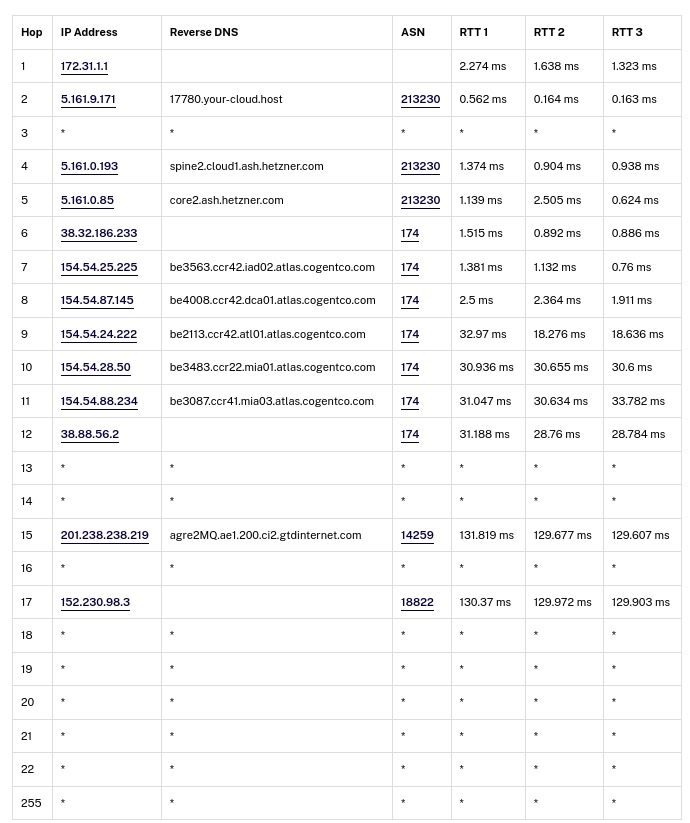 Hop IP Address Reverse DNS ASN RTT 1 RTT 2 RTT 3
1 172.31.1.1 2.274 ms 1.638 ms 1.323 ms
2 5.161.9.171 17780.your-cloud.host 213230 0.562 ms 0.164 ms 0.163 ms
3 * * * * * *
4 5.161.0.193 spine2.cloud1.ash.hetzner.com 213230 1.374 ms 0.904 ms 0.938 ms
5 5.161.0.85 core2.ash.hetzner.com 213230 1.139 ms 2.505 ms 0.624 ms
6 38.32.186.233 174 1.515 ms 0.892 ms 0.886 ms
7 154.54.25.225 be3563.ccr42.iad02.atlas.cogentco.com 174 1.381 ms 1.132 ms 0.76 ms
8 154.54.87.145 be4008.ccr42.dca01.atlas.cogentco.com 174 2.5 ms 2.364 ms 1.911 ms
9 154.54.24.222 be2113.ccr42.atl01.atlas.cogentco.com 174 32.97 ms 18.276 ms 18.636 ms
10 154.54.28.50 be3483.ccr22.mia01.atlas.cogentco.com 174 30.936 ms 30.655 ms 30.6 ms
11 154.54.88.234 be3087.ccr41.mia03.atlas.cogentco.com 174 31.047 ms 30.634 ms 33.782 ms
12 38.88.56.2 174 31.188 ms 28.76 ms 28.784 ms
13 * * * * * *
14 * * * * * *
15 201.238.238.219 agre2MQ.ae1.200.ci2.gtdinternet.com 14259 131.819 ms 129.677 ms 129.607 ms
16 * * * * * *
17 152.230.98.3 18822 130.37 ms 129.972 ms 129.903 ms
18 * * * * * *
19 * * * * * *
20 * * * * * *
21 * * * * * *
22 * * * * * *
255 * * * * * *